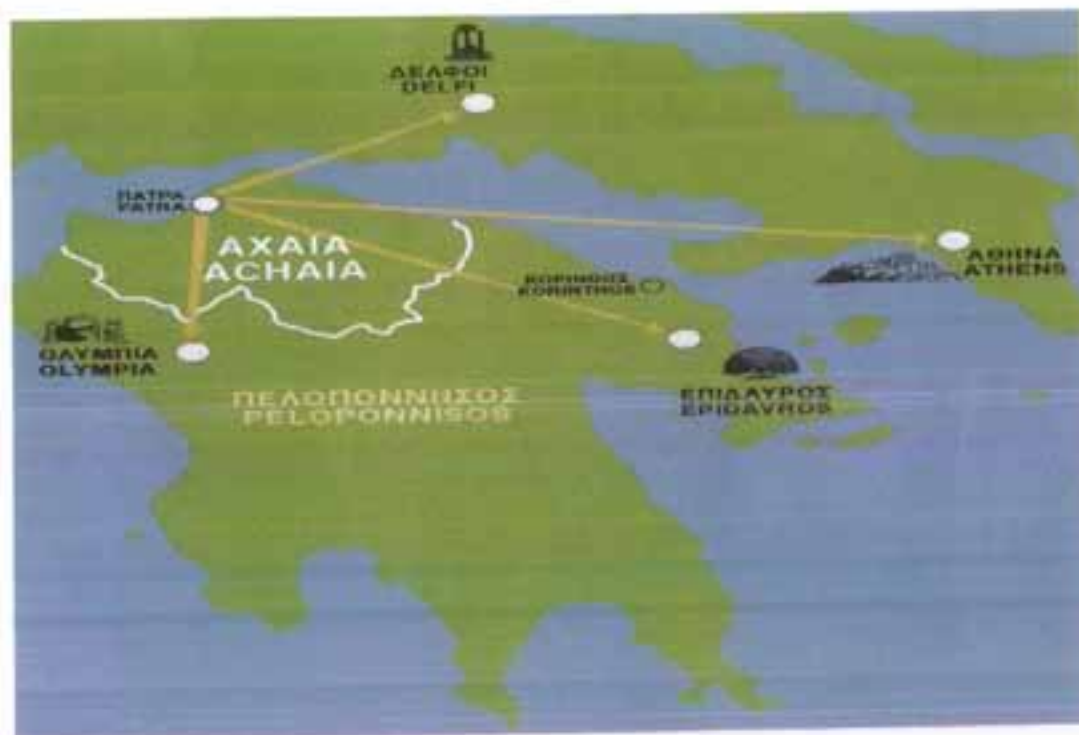 ΔΕΛΦΟΙ
DELFI
ΠΑΤΡΑ
PATRA
ΑΧΑΙΑ
ACHAIA
ΑΘΗΝΑ
ATHENS
ΚΟΡΙΝΘΟΣ
KORINTHOS
ΟΛΥΜΠΙΑ
OLYMPIA
ΕΠΙΔΑΥΡΟΣ
EPIDAVROS
ΠΕΛΟΠΟΝΝΗΣΟΣ
PELOPONNISOS